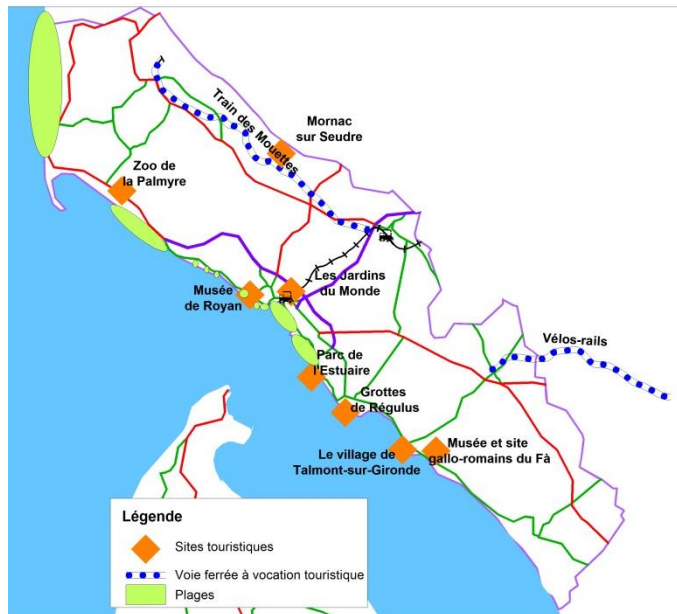 Train des Mouettes
Mornac
sur Seudre
Zoo de
la Palmyre
Musée
de Royan
Les Jardins
du Monde
Vélos-rails
Parc de
l'Estuaire
Grottes
de Régulus
Le village de
Talmont-sur-Gironde
Musée et site
gallo-romains du Fâ
Légende
Sites touristiques
Voie ferrée à vocation touristique
Plages